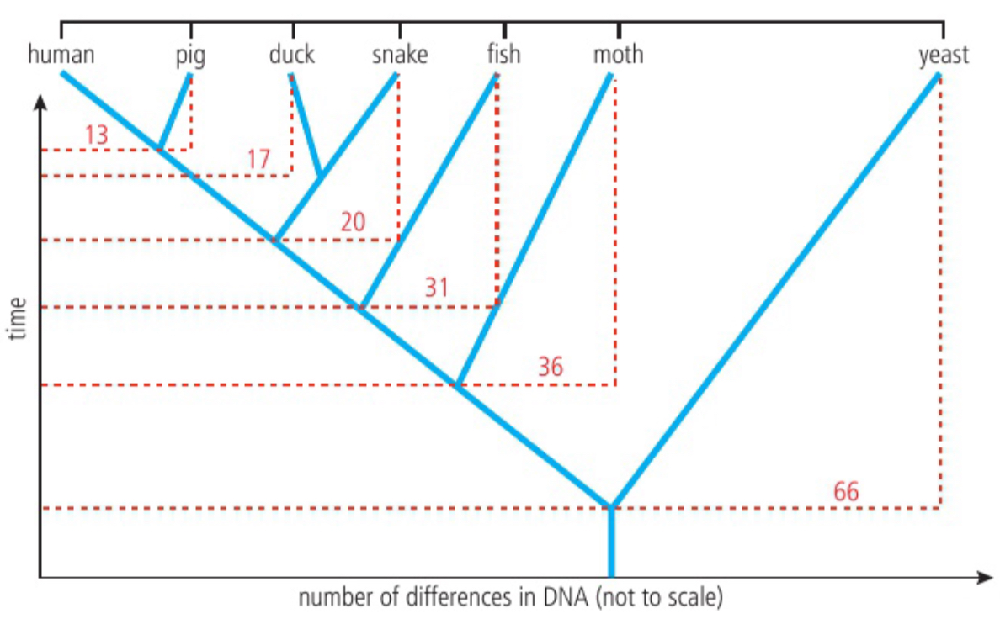 human pig duck snake fish moth yeast
13
17
20
31
time
36
66
number of differences in DNA (not to scale)